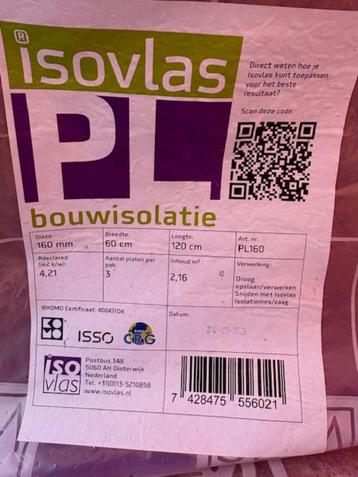 ® isovlas
PL
bouwisolatie
Direct weten hoe je
Isovlas kunt toepassen
voor het beste
resultaat?
Scan deze code:
Dikte:
160 mm
Breedte:
60 cm
Lengte:
120 cm
Art. nr.
PL160
Rdeclared
(m2 k/w):
4,21
Aantal platen per
pak:
3
Inhoud m²:
2,16
Verwerking:
Droog
opslaan/verwerken
Snijden met Isovlas
Isolatiemes/zaag
®KOMO Certificaat: 40047/04
ISSO
CRG
Datum:
iso
vlas
Postbus 348
5060 AH Oisterwijk
Nederland
Tel. +31(0)13-5210858
www.isovlas.nl
7 428475 556021